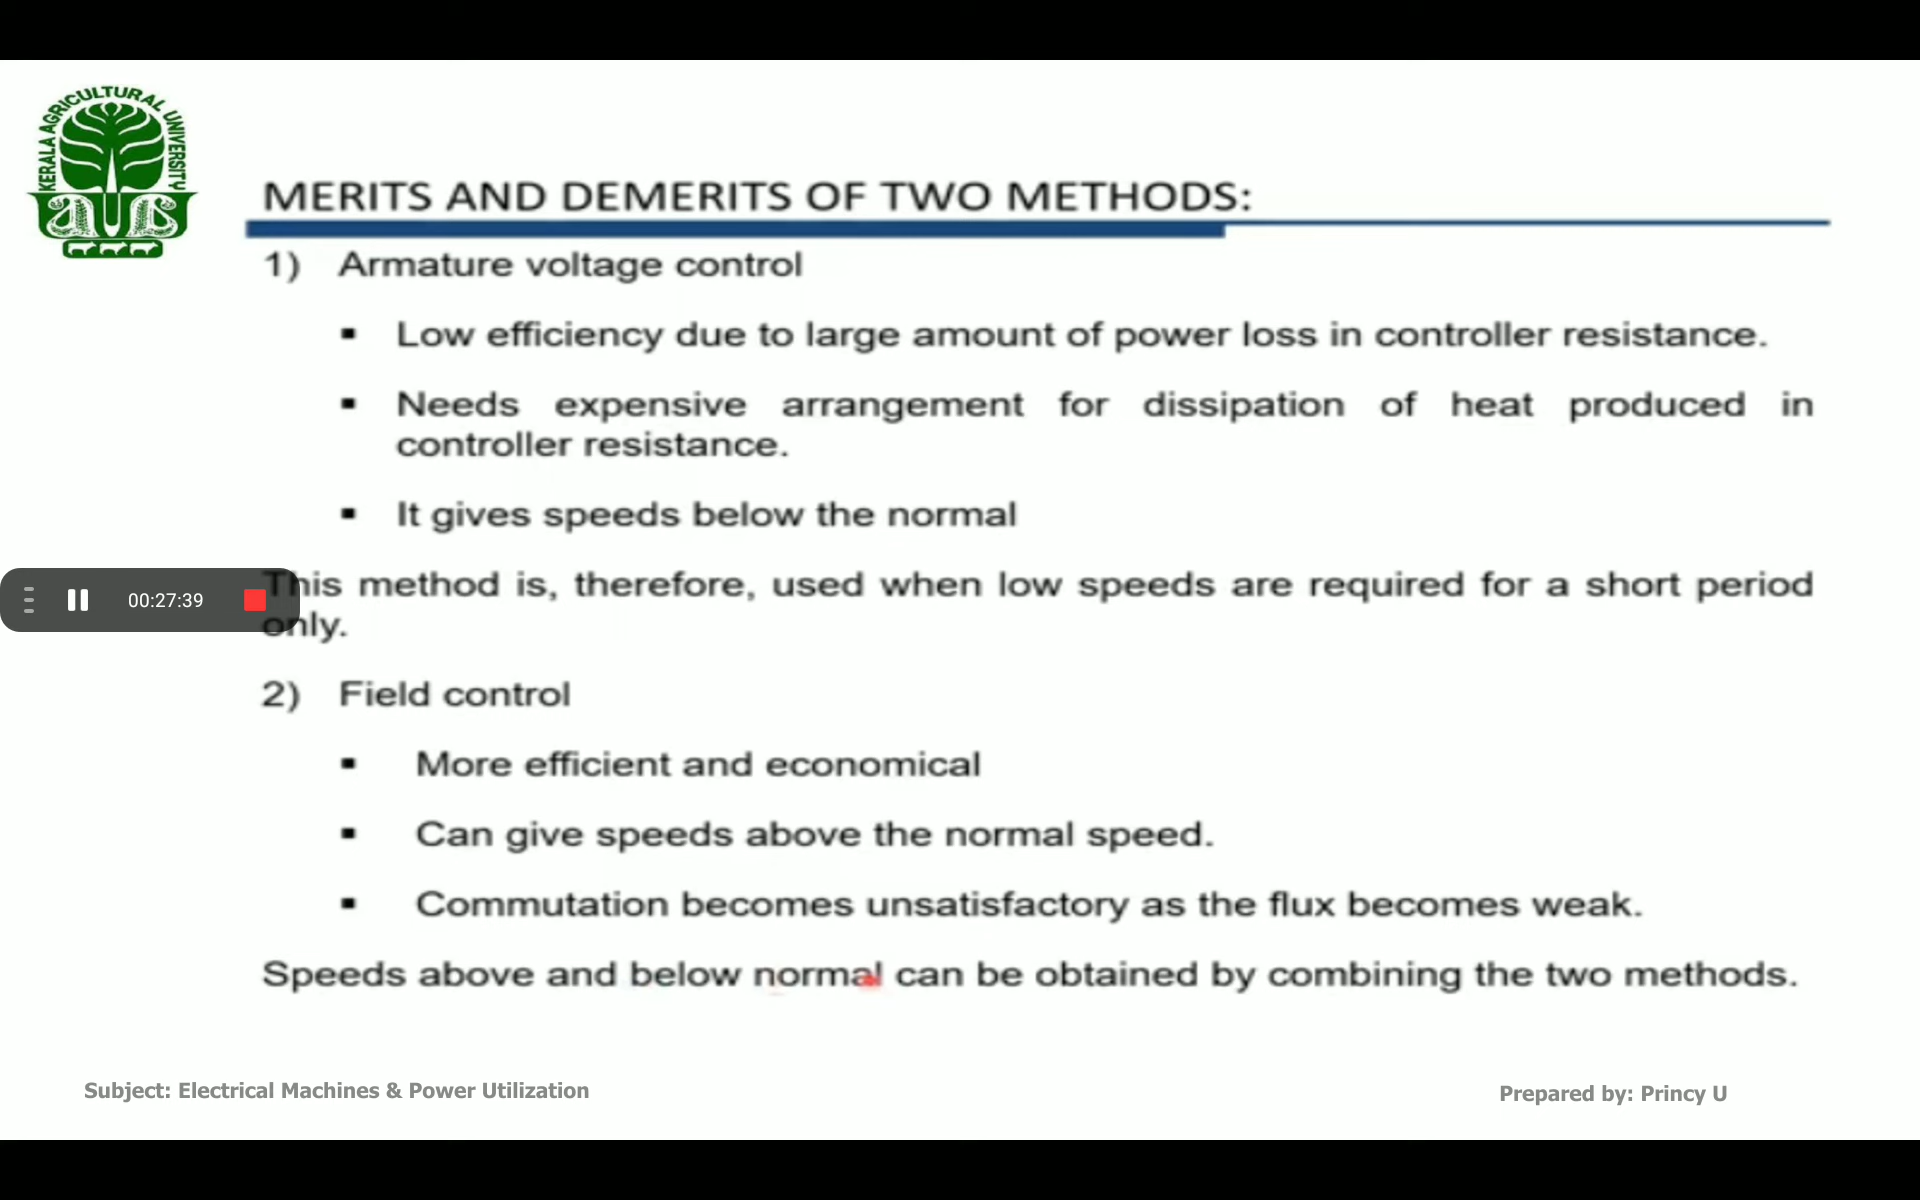 KERALA AGRICULTURAL UNIVERSITY
MERITS AND DEMERITS OF TWO METHODS:
1) Armature voltage control
▪ Low efficiency due to large amount of power loss in controller resistance.
▪ Needs expensive arrangement for dissipation of heat produced in
controller resistance.
▪ It gives speeds below the normal
This method is, therefore, used when low speeds are required for a short period
00:27:39
only.
2) Field control
▪ More efficient and economical
▪ Can give speeds above the normal speed.
▪ Commutation becomes unsatisfactory as the flux becomes weak.
Speeds above and below normal can be obtained by combining the two methods.
Subject: Electrical Machines & Power Utilization
Prepared by: Princy U